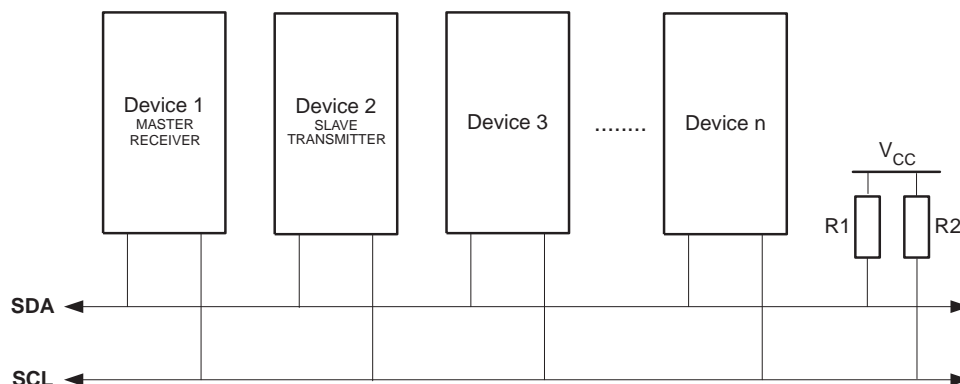 Device 1
MASTER
RECEIVER
Device 2
SLAVE
TRANSMITTER
Device 3
........
Device n
VCC
R1
R2
SDA
SCL